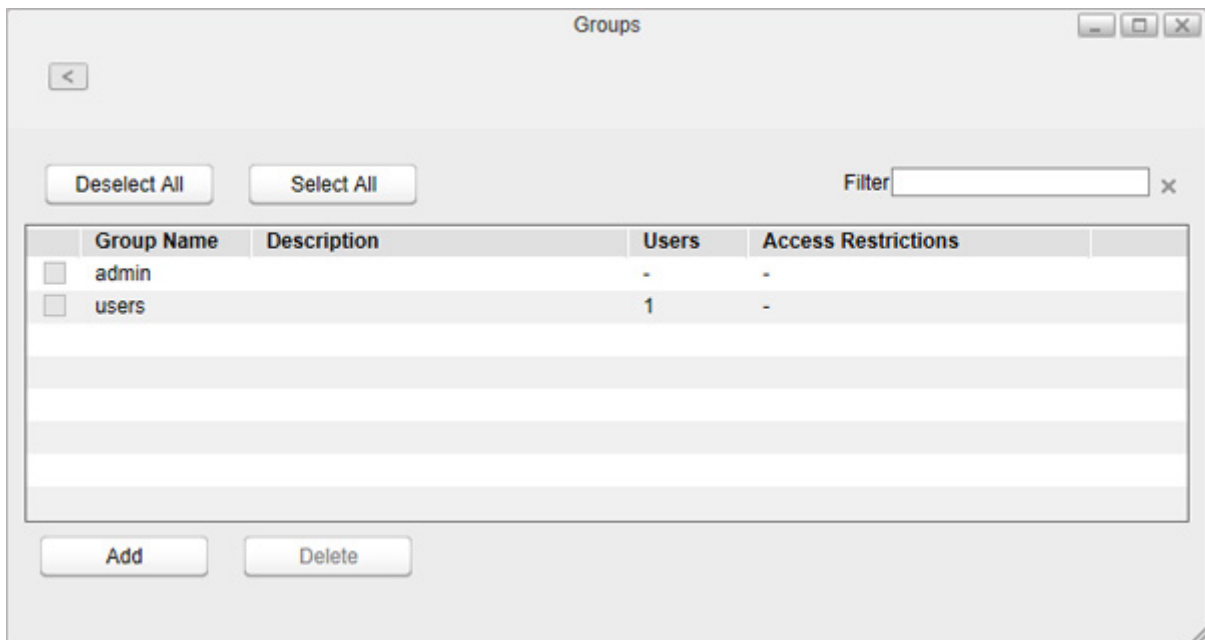 Groups
<
Deselect All Select All Filter
Group Name Description Users Access Restrictions
admin - -
users 1 -
Add Delete